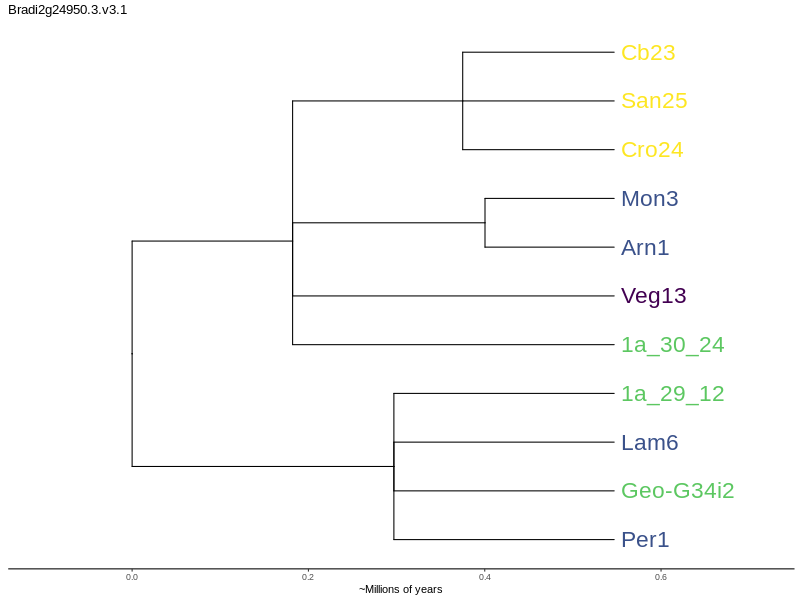 Bradi2g24950.3.v3.1
Cb23
San25
Cro24
Mon3
Arn1
Veg13
1a_30_24
1a_29_12
Lam6
Geo-G34i2
Per1
0.0 0.2 0.4 0.6
~Millions of years